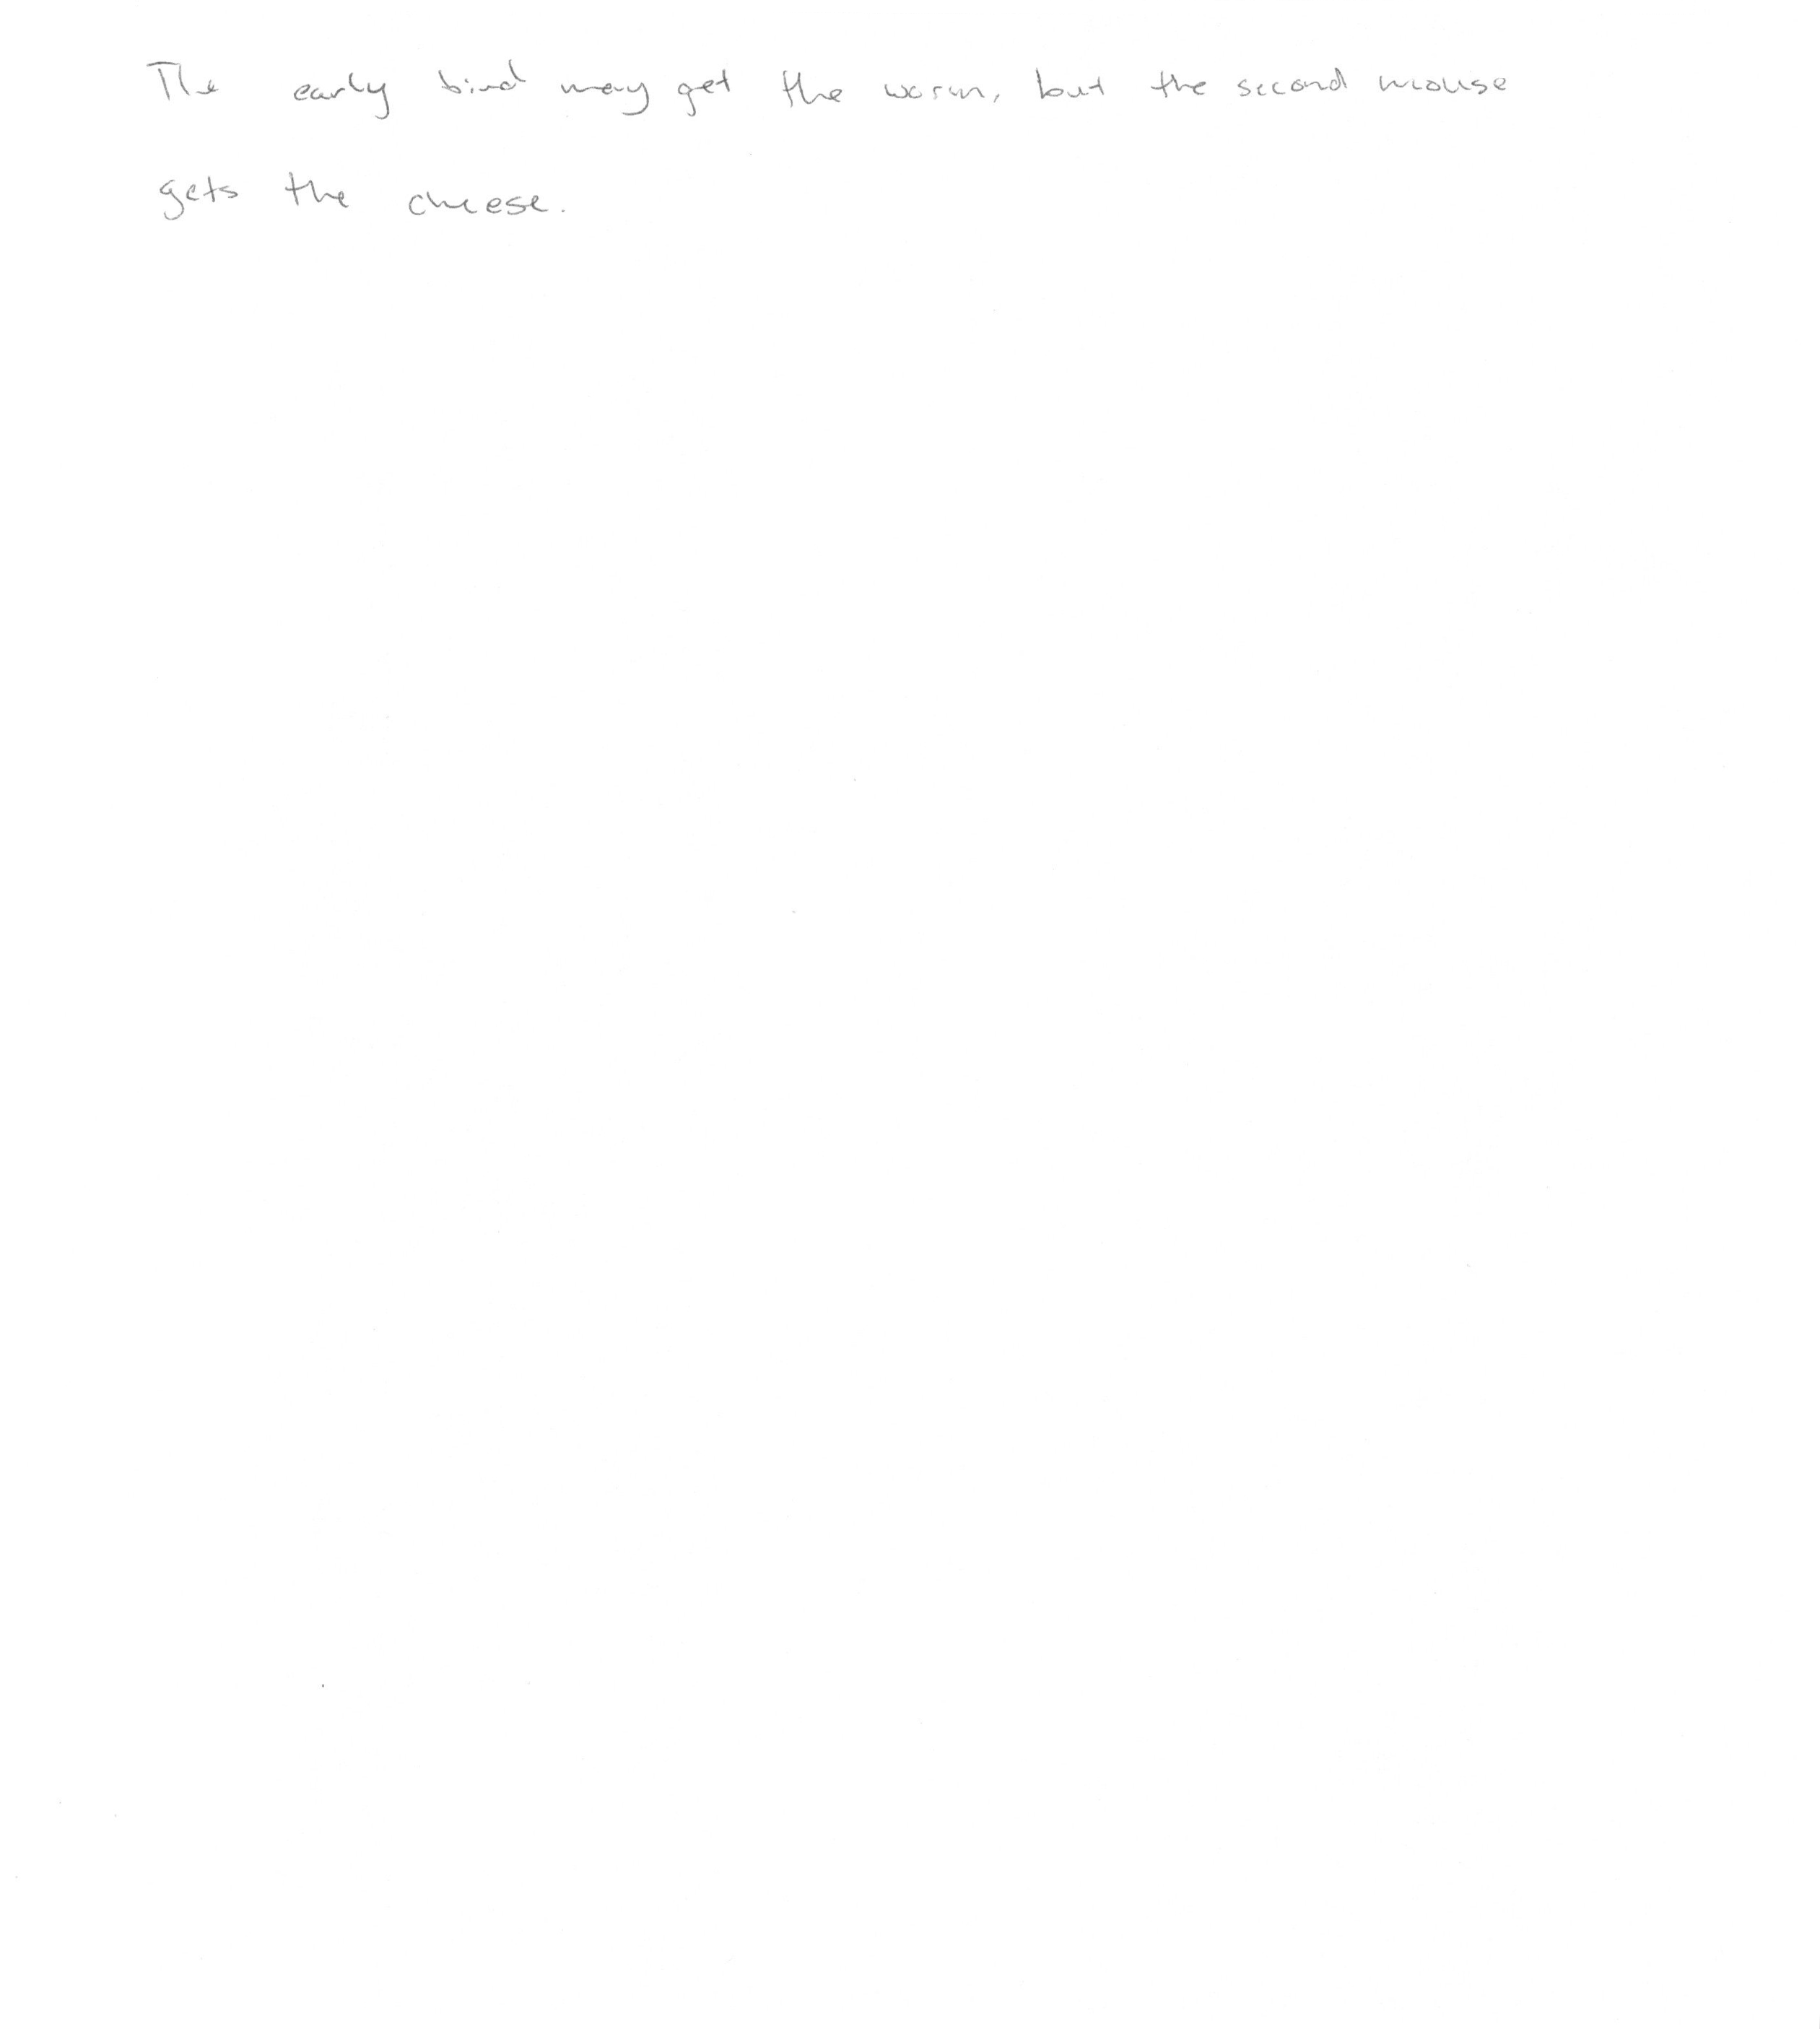 The early bird may get the worm, but the second mouse
gets the cheese.